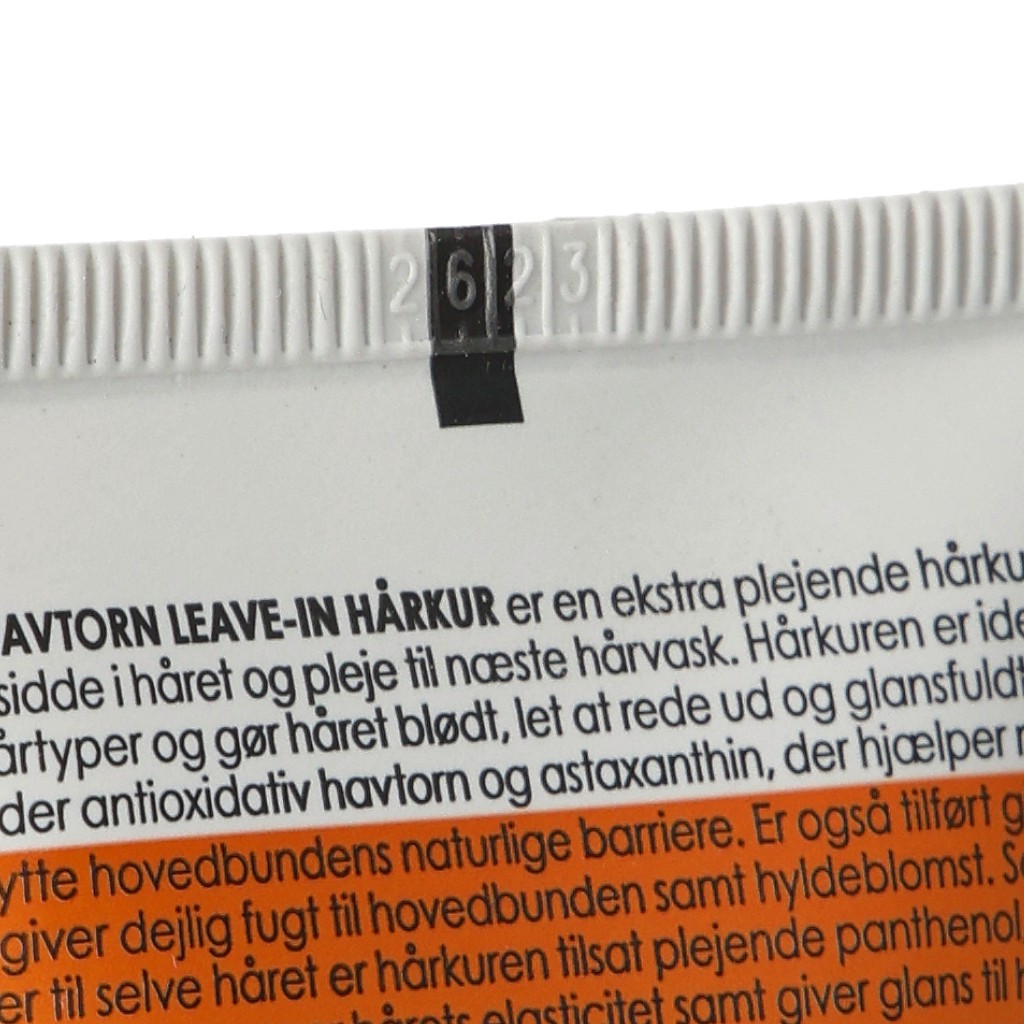 2623
AVTORN LEAVE-IN HÅRKUR er en ekstra plejende hårku
sidde i håret og pleje til næste hårvask. Hårkuren er ide
årtyper og gør håret blødt, let at rede ud og glansfuldt
der antioxidativ havtorn og astaxanthin, der hjælper
ytte hovedbundens naturlige barriere. Er også tilført g
giver dejlig fugt til hovedbunden samt hyldeblomst. S
er til selve håret er hårkuren tilsat plejende panthenol
hårets elasticitet samt giver glans til h